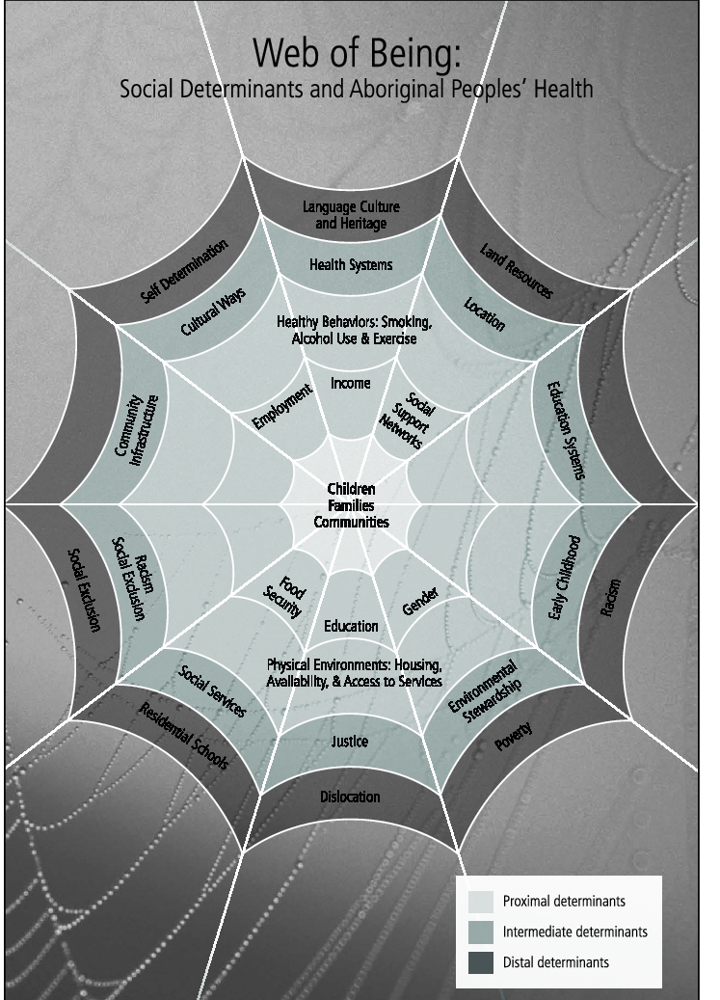 Web of Being:
Social Determinants and Aboriginal Peoples’ Health
Language Culture
and Heritage
Self Determination
Land Resources
Health Systems
Cultural Ways
Location
Healthy Behaviors: Smoking,
Alcohol Use & Exercise
Income
Employment
Social
Support
Networks
Community
Infrastructure
Education Systems
Children
Families
Communities
Social Exclusion
Racism
Social Exclusion
Food
Security
Education
Gender
Early Childhood
Racism
Physical Environments: Housing,
Availability, & Access to Services
Social Services
Environmental
Stewardship
Residential Schools
Justice
Poverty
Dislocation
Proximal determinants
Intermediate determinants
Distal determinants